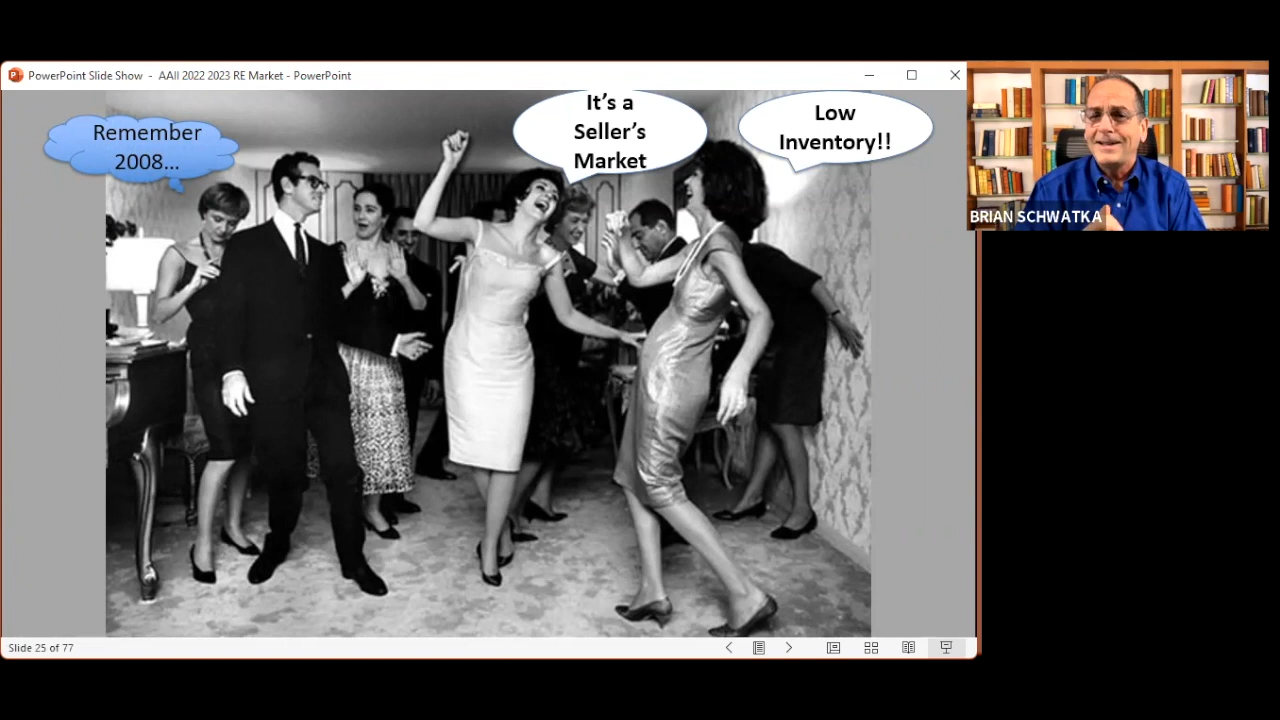 PowerPoint Slide Show - AAII 2022 2023 RE Market - PowerPoint
Remember
2008...
It's a
Seller's
Market
Low
Inventory!!
BRIAN SCHWATKA
Slide 25 of 77